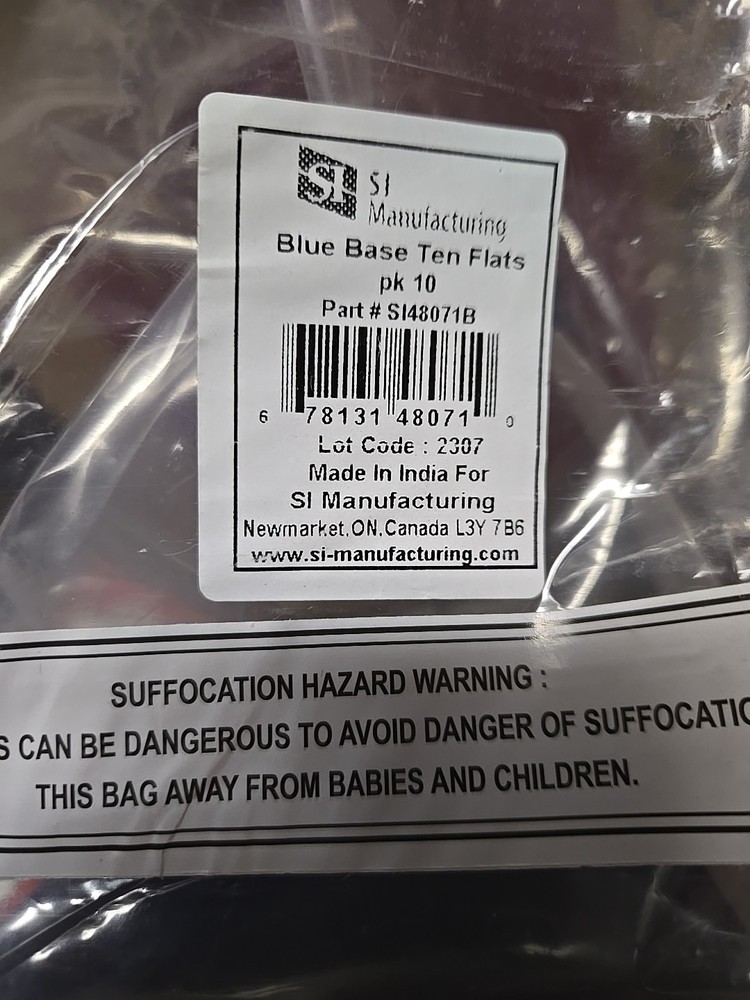 SI
SI
Manufacturing
Blue Base Ten Flats
pk 10
Part # SI48071B
6 78131 48071 0
Lot Code : 2307
Made In India For
SI Manufacturing
Newmarket,ON,Canada L3Y 7B6
www.si-manufacturing.com
SUFFOCATION HAZARD WARNING :
S CAN BE DANGEROUS TO AVOID DANGER OF SUFFOCATIO
THIS BAG AWAY FROM BABIES AND CHILDREN.